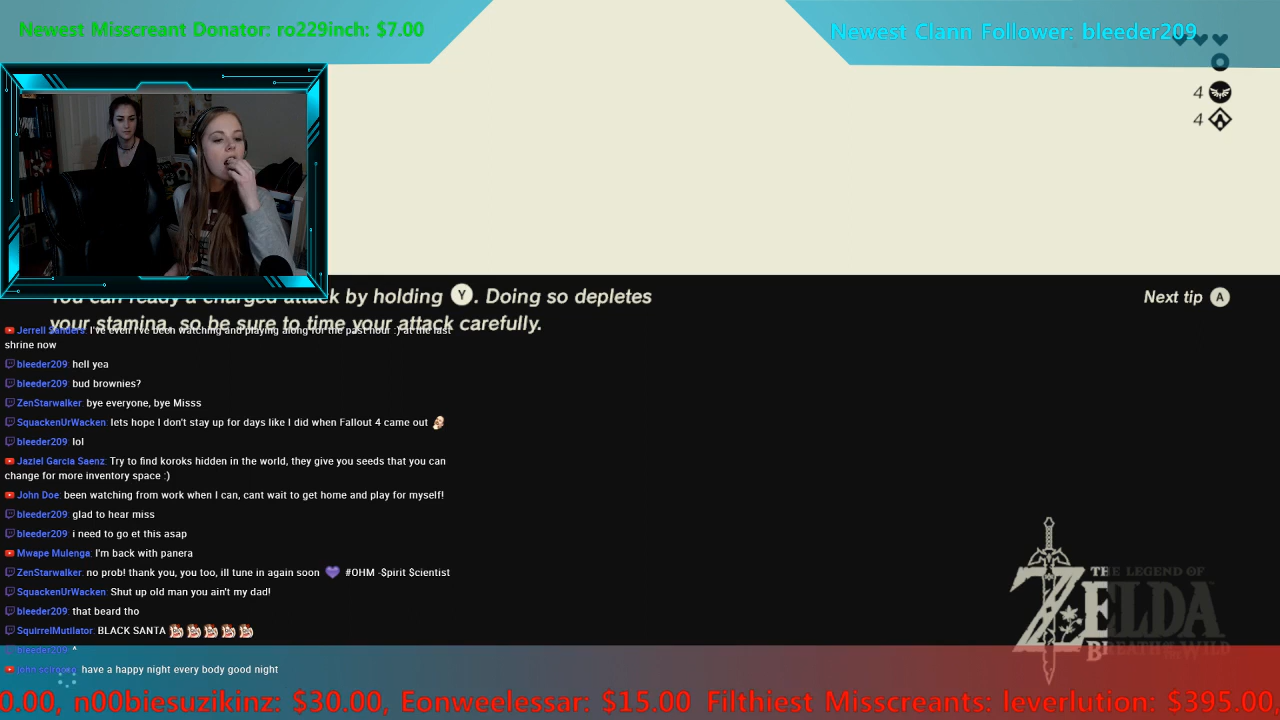 Newest Misscreant Donator: ro229inch: $7.00
Newest Clann Follower: bleeder209
4
4
You can ready a charged attack by holding Y. Doing so depletes
your stamina, so be sure to time your attack carefully.
Next tip A
Jerrell Sanders: I've even I've been watching and playing along for the past hour :) at the last
shrine now
bleeder209: hell yea
bleeder209: bud brownies?
ZenStarwalker: bye everyone, bye Misss
SquackenUrWacken: lets hope I don't stay up for days like I did when Fallout 4 came out
bleeder209: lol
Jaziel Garcia Saenz: Try to find koroks hidden in the world, they give you seeds that you can
change for more inventory space :)
John Doe: been watching from work when I can, cant wait to get home and play for myself!
bleeder209: glad to hear miss
bleeder209: i need to go et this asap
Mwape Mulenga: I'm back with panera
ZenStarwalker: no prob! thank you, you too, ill tune in again soon 💜 #OHM -$pirit $cientist
SquackenUrWacken: Shut up old man you ain't my dad!
bleeder209: that beard tho
SquirrelMutilator: BLACK SANTA
bleeder209: ^
john: have a happy night every body good night
THE LEGEND OF
ZELDA
BREATH OF THE WILD
0.00, n00biesuzikinz: $30.00, Eonweelessar: $15.00 Filthiest Misscreants: leverlution: $395.00,